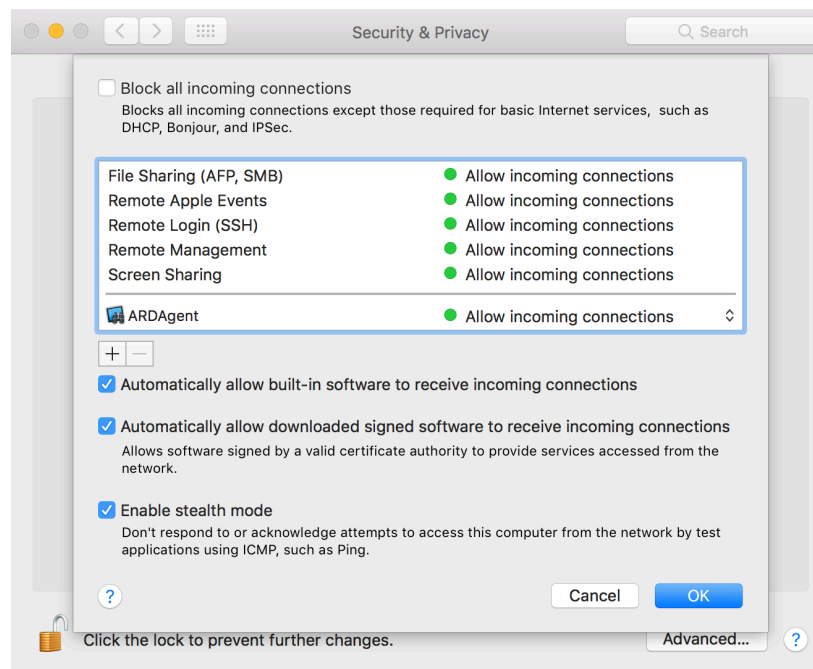 Security & Privacy
Search
Block all incoming connections
Blocks all incoming connections except those required for basic Internet services, such as
DHCP, Bonjour, and IPSec.
File Sharing (AFP, SMB) Allow incoming connections
Remote Apple Events Allow incoming connections
Remote Login (SSH) Allow incoming connections
Remote Management Allow incoming connections
Screen Sharing Allow incoming connections
ARDAgent Allow incoming connections
+ −
Automatically allow built-in software to receive incoming connections
Automatically allow downloaded signed software to receive incoming connections
Allows software signed by a valid certificate authority to provide services accessed from the
network.
Enable stealth mode
Don't respond to or acknowledge attempts to access this computer from the network by test
applications using ICMP, such as Ping.
? Cancel OK
Click the lock to prevent further changes. Advanced... ?